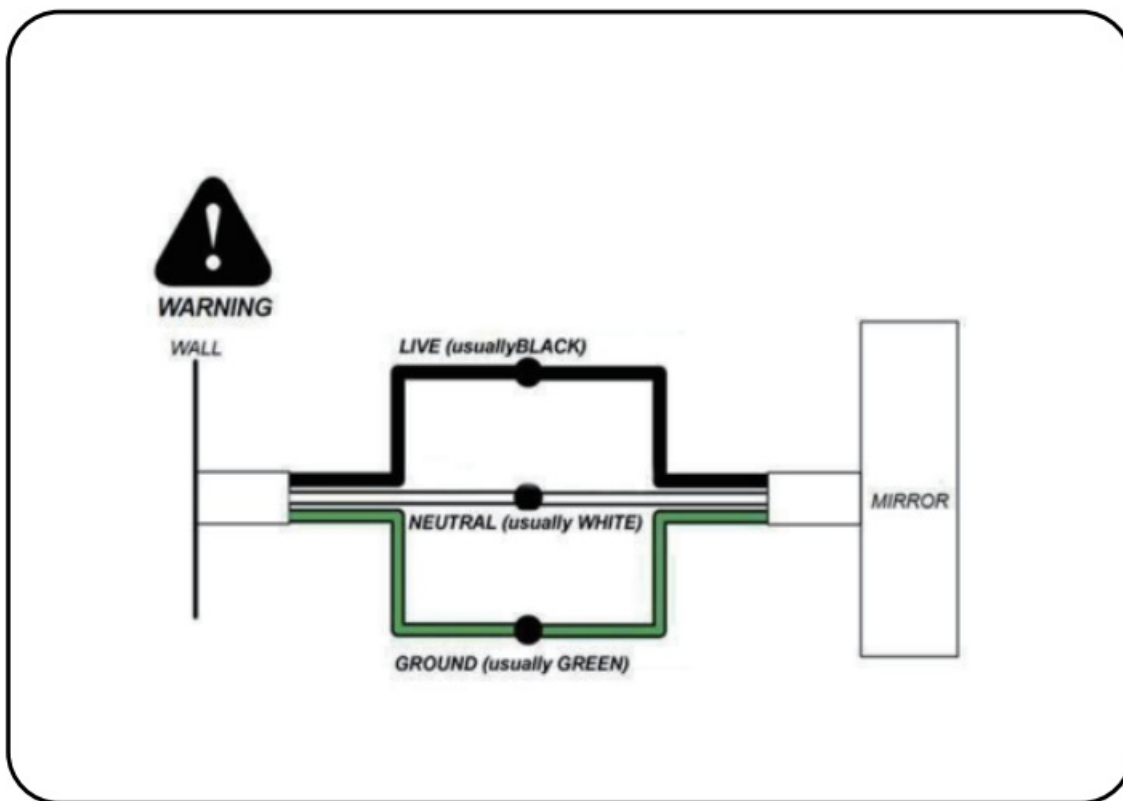 WARNING
WALL
LIVE (usuallyBLACK)
NEUTRAL (usually WHITE)
MIRROR
GROUND (usually GREEN)